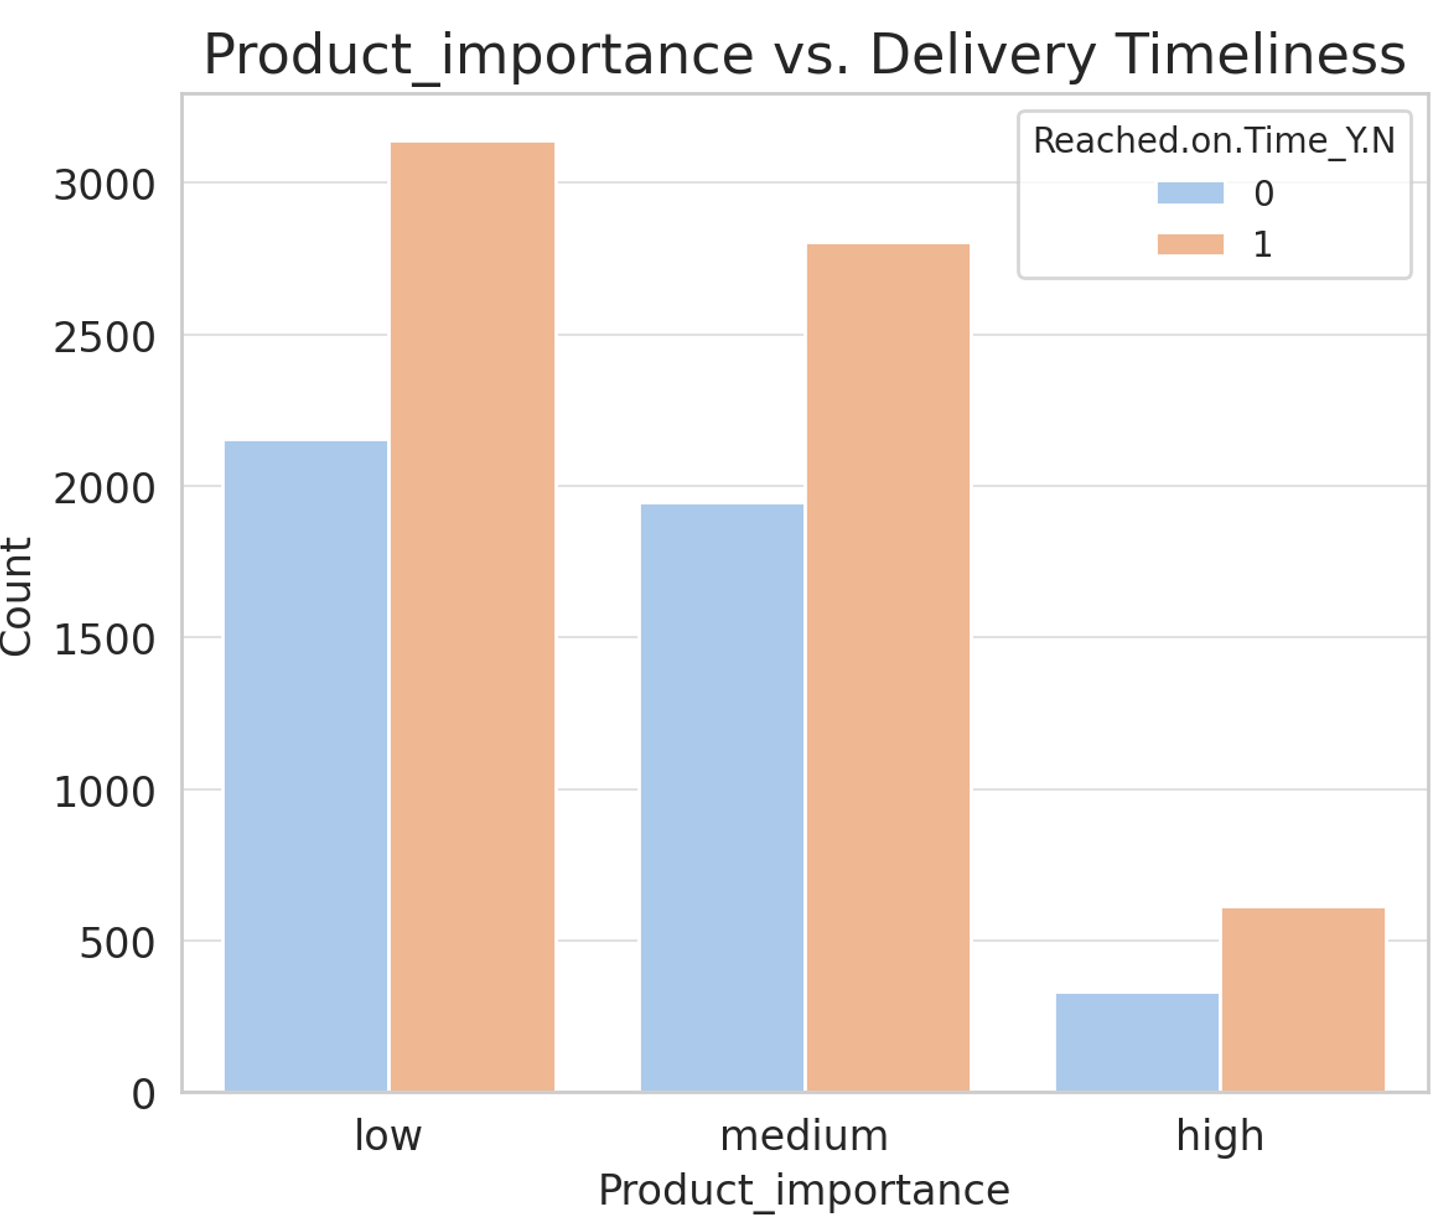 Product_importance vs. Delivery Timeliness
Reached.on.Time_Y.N
0
1
3000
2500
2000
1500
1000
500
0
Count
low
medium
high
Product_importance